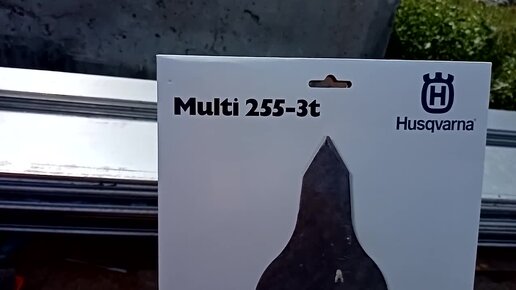 Multi 255-3t
H
Husqvarna